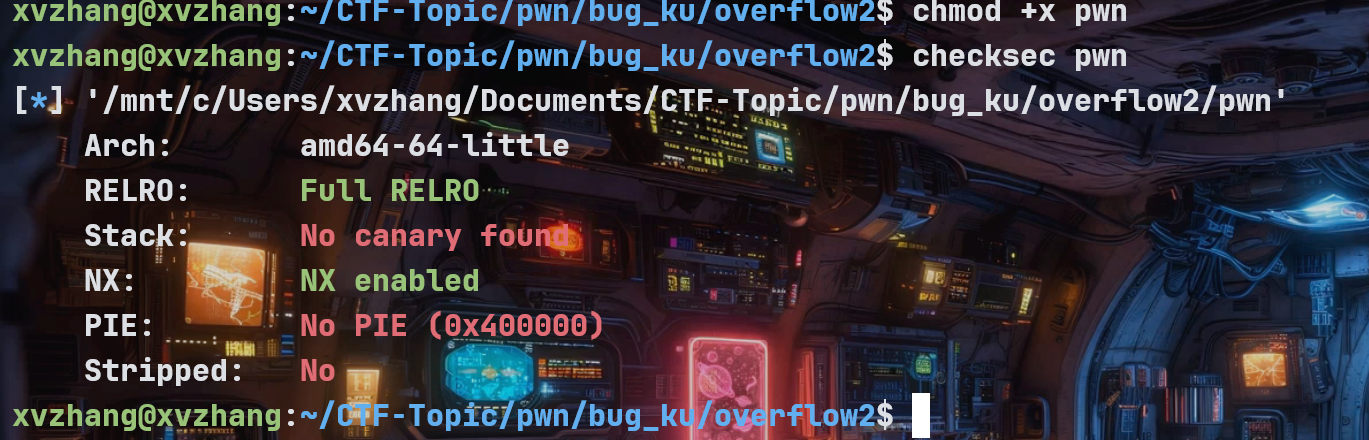 xvzhang@xvzhang:~/CTF-Topic/pwn/bug_ku/overflow2$ chmod +x pwn
xvzhang@xvzhang:~/CTF-Topic/pwn/bug_ku/overflow2$ checksec pwn
[*] '/mnt/c/Users/xvzhang/Documents/CTF-Topic/pwn/bug_ku/overflow2/pwn'
    Arch:       amd64-64-little
    RELRO:      Full RELRO
    Stack:      No canary found
    NX:         NX enabled
    PIE:        No PIE (0x400000)
    Stripped:   No
xvzhang@xvzhang:~/CTF-Topic/pwn/bug_ku/overflow2$